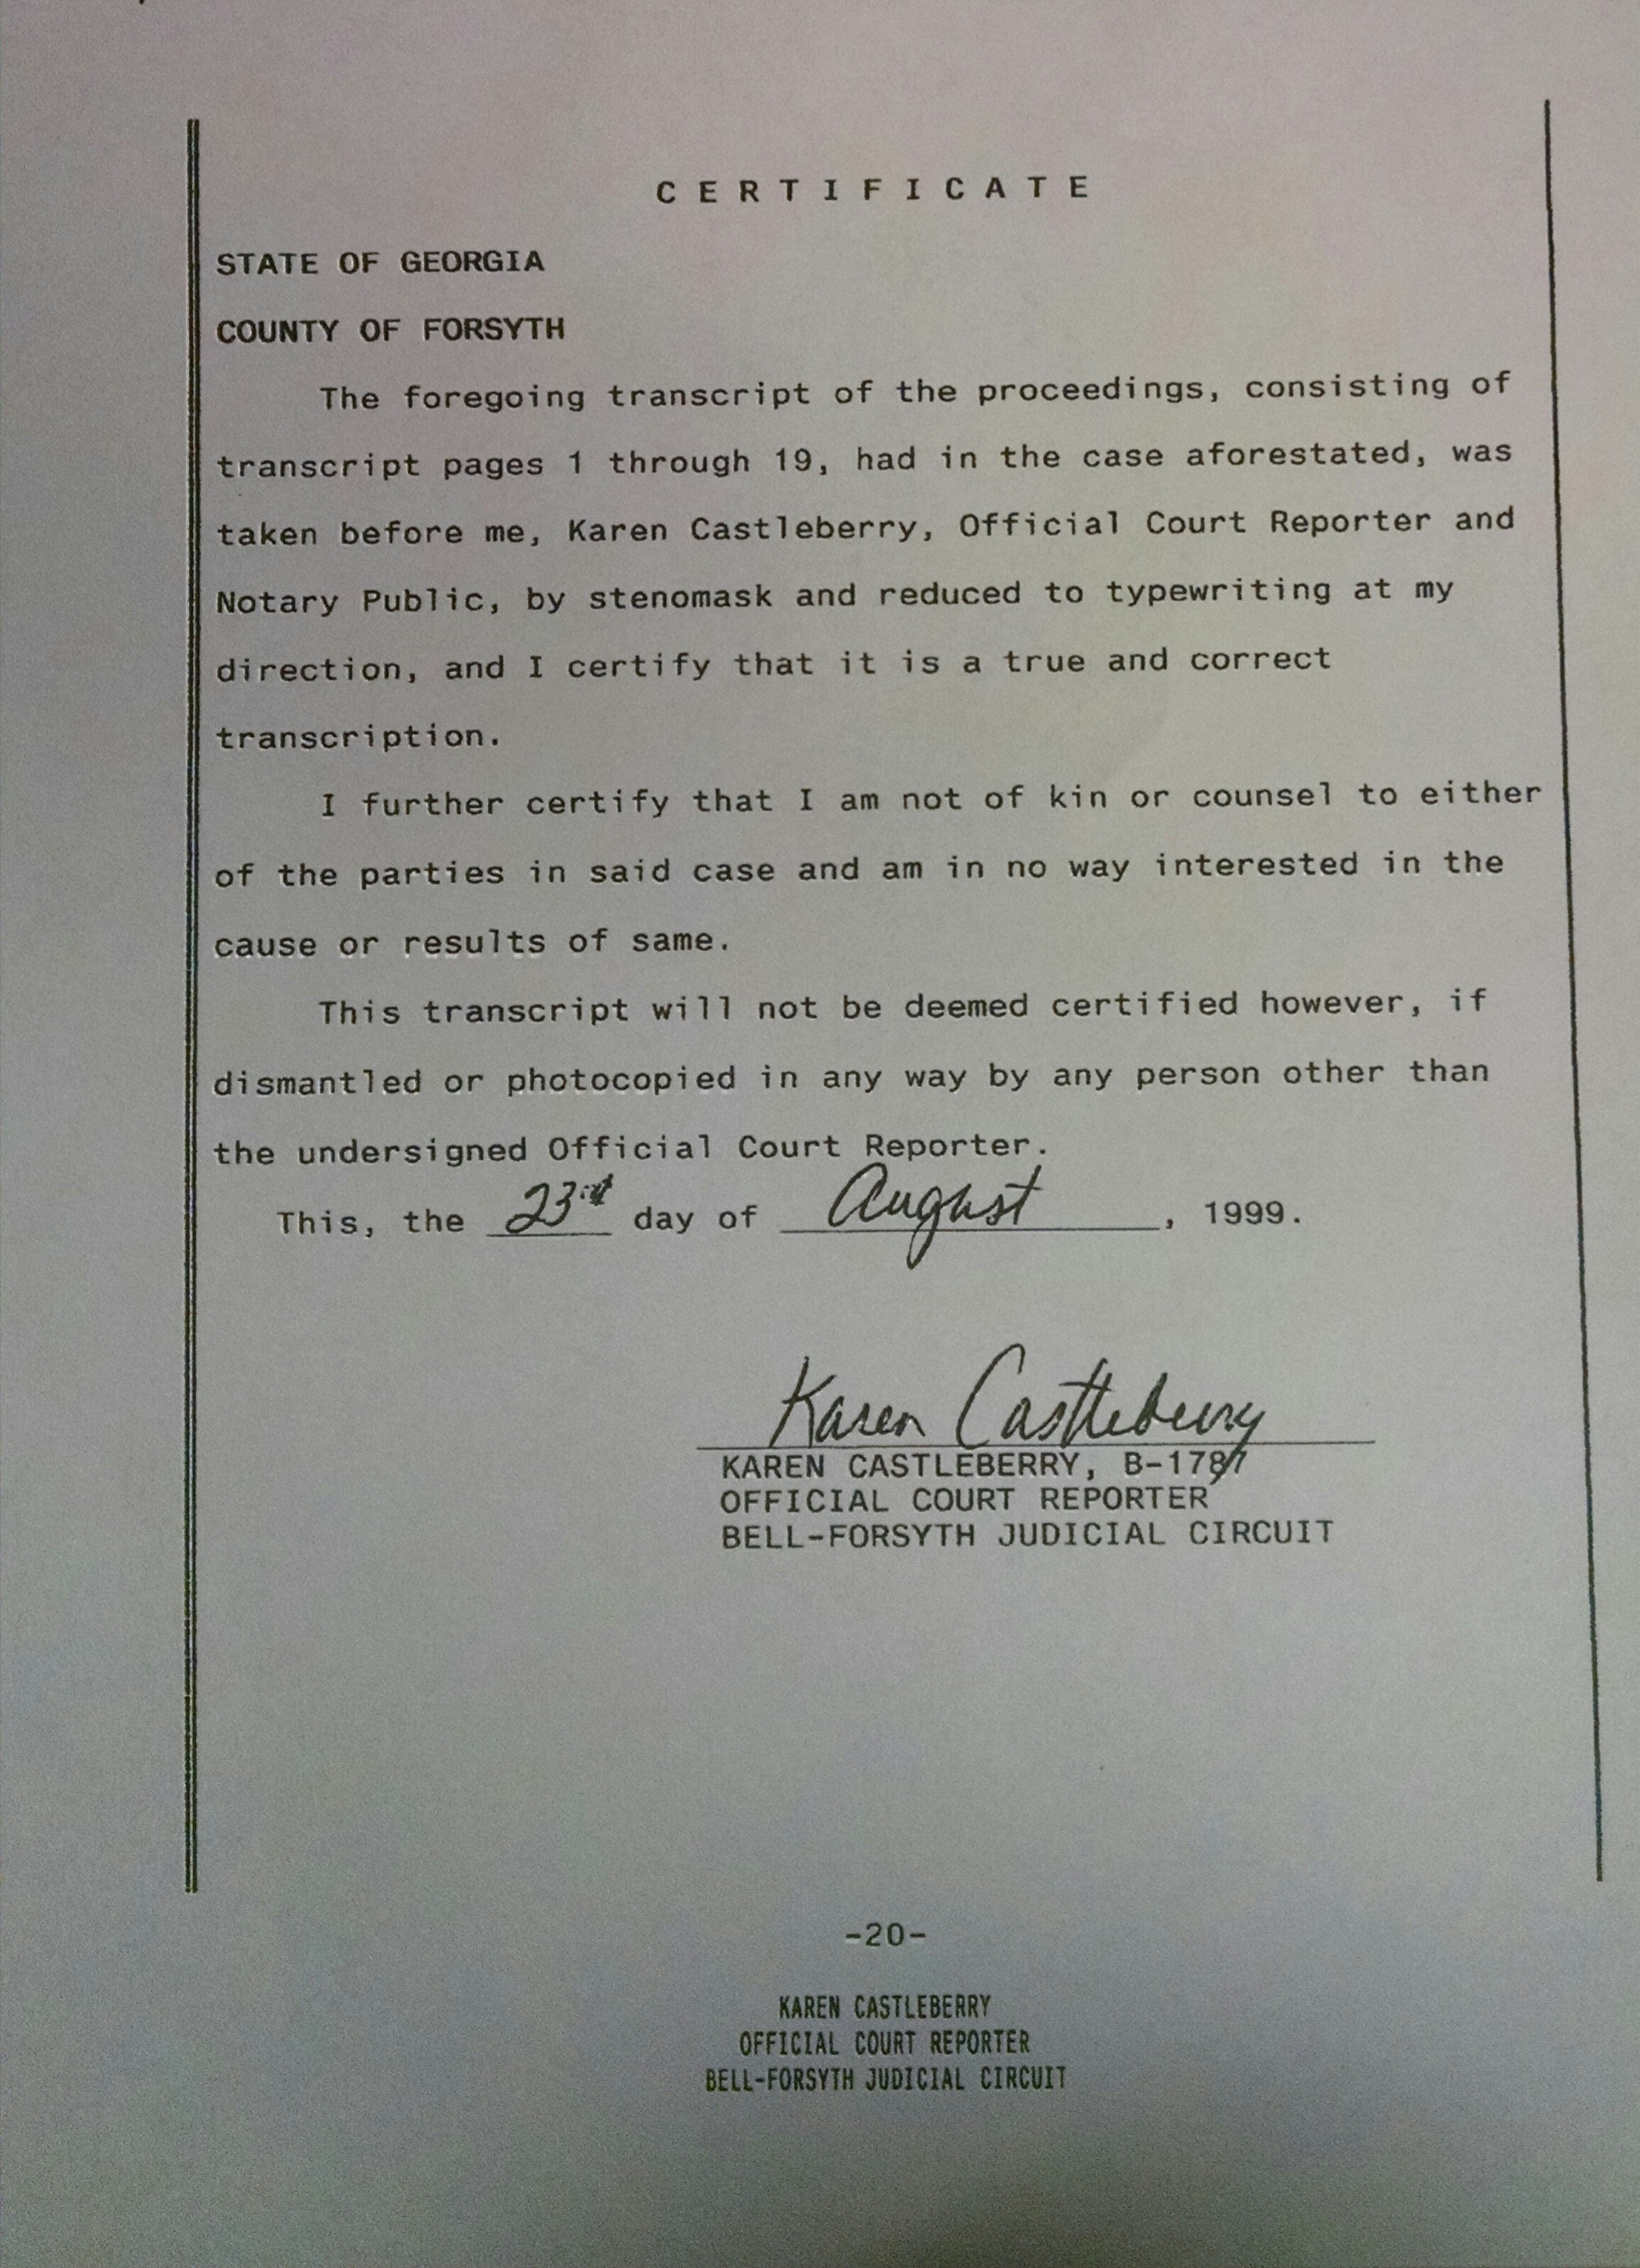 C E R T I F I C A T E
STATE OF GEORGIA
COUNTY OF FORSYTH
The foregoing transcript of the proceedings, consisting of
transcript pages 1 through 19, had in the case aforestated, was
taken before me, Karen Castleberry, Official Court Reporter and
Notary Public, by stenomask and reduced to typewriting at my
direction, and I certify that it is a true and correct
transcription.
I further certify that I am not of kin or counsel to either
of the parties in said case and am in no way interested in the
cause or results of same.
This transcript will not be deemed certified however, if
dismantled or photocopied in any way by any person other than
the undersigned Official Court Reporter.
This, the 23rd day of August, 1999.
Karen Castleberry
KAREN CASTLEBERRY, B-1787
OFFICIAL COURT REPORTER
BELL-FORSYTH JUDICIAL CIRCUIT
-20-
KAREN CASTLEBERRY
OFFICIAL COURT REPORTER
BELL-FORSYTH JUDICIAL CIRCUIT